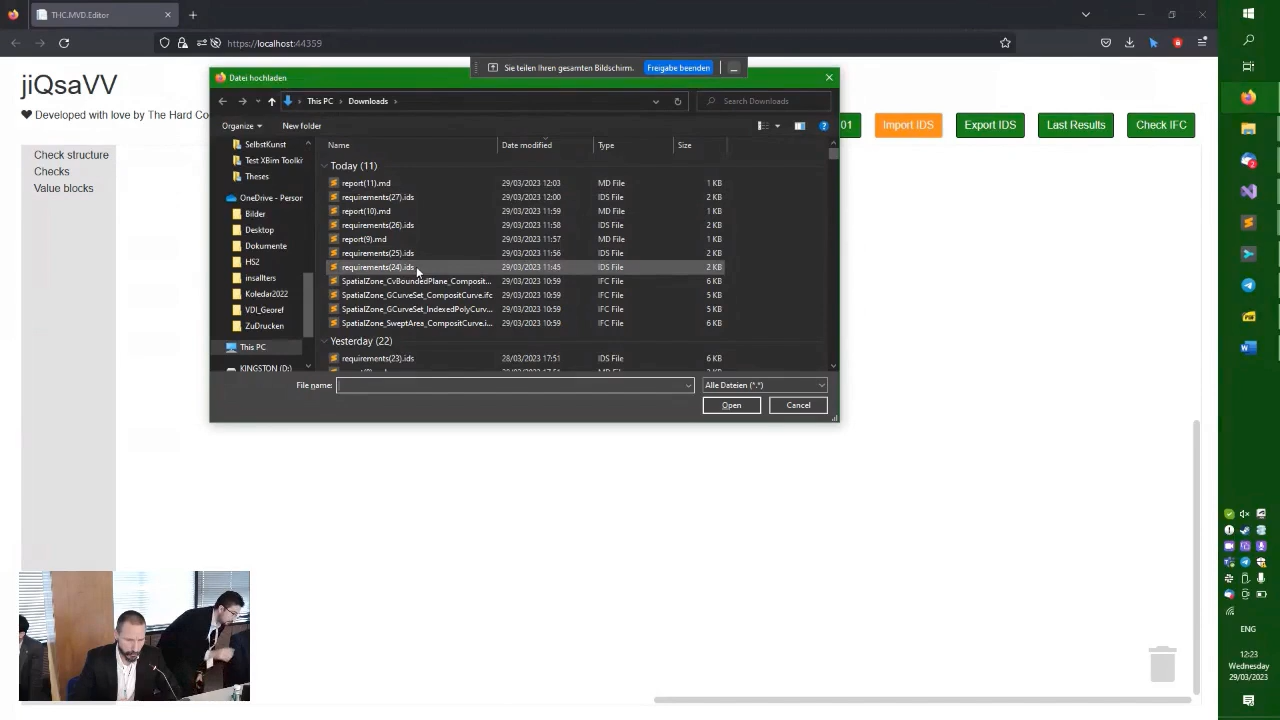 THC.MVD.Editor
https://localhost:44359
Sie teilen Ihren gesamten Bildschirm. Freigabe beenden
jiQsaVV
Developed with love by The Hard Co
01 Import IDS Export IDS Last Results Check IFC
Check structure
Checks
Value blocks
Datei hochladen
This PC Downloads
Search Downloads
Organize New folder
SelbstKunst
Test XBim Toolki
Theses
OneDrive - Person
Bilder
Desktop
Dokumente
HS2
insallters
Koledar2022
VDI_Georef
ZuDrucken
This PC
KINGSTON (D:)
Name Date modified Type Size
Today (11)
report(11).md 29/03/2023 12:03 MD File 1 KB
requirements(27).ids 29/03/2023 12:00 IDS File 2 KB
report(10).md 29/03/2023 11:59 MD File 1 KB
requirements(26).ids 29/03/2023 11:58 IDS File 2 KB
report(9).md 29/03/2023 11:57 MD File 1 KB
requirements(25).ids 29/03/2023 11:56 IDS File 2 KB
requirements(24).ids 29/03/2023 11:45 IDS File 2 KB
SpatialZone_CvBoundedPlane_Composit... 29/03/2023 10:59 IFC File 6 KB
SpatialZone_GCurveSet_CompositCurve.ifc 29/03/2023 10:59 IFC File 5 KB
SpatialZone_GCurveSet_IndexedPolyCurv... 29/03/2023 10:59 IFC File 5 KB
SpatialZone_SweptArea_CompositCurve.i... 29/03/2023 10:59 IFC File 6 KB
Yesterday (22)
requirements(23).ids 28/03/2023 17:51 IDS File 6 KB
File name: Alle Dateien (*.*)
Open Cancel
ENG
12:23
Wednesday
29/03/2023